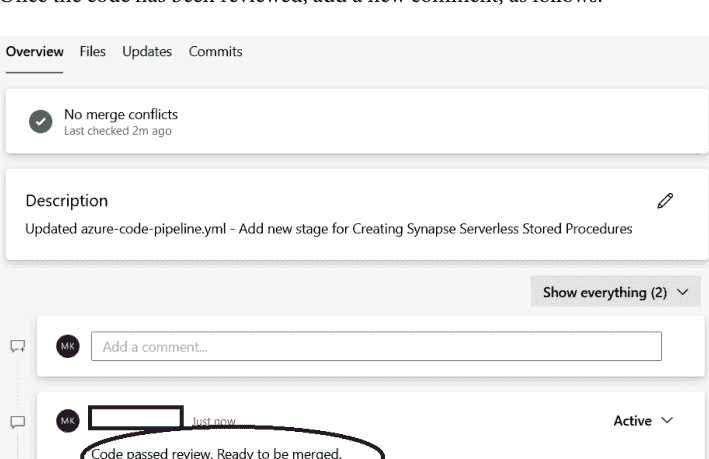 Once the code has been reviewed, add a new comment, as follows:
Overview Files Updates Commits
No merge conflicts
Last checked 2m ago
Description
Updated azure-code-pipeline.yml - Add new stage for Creating Synapse Serverless Stored Procedures
Show everything (2)
MK Add a comment...
MK Just now Active
Code passed review. Ready to be merged.